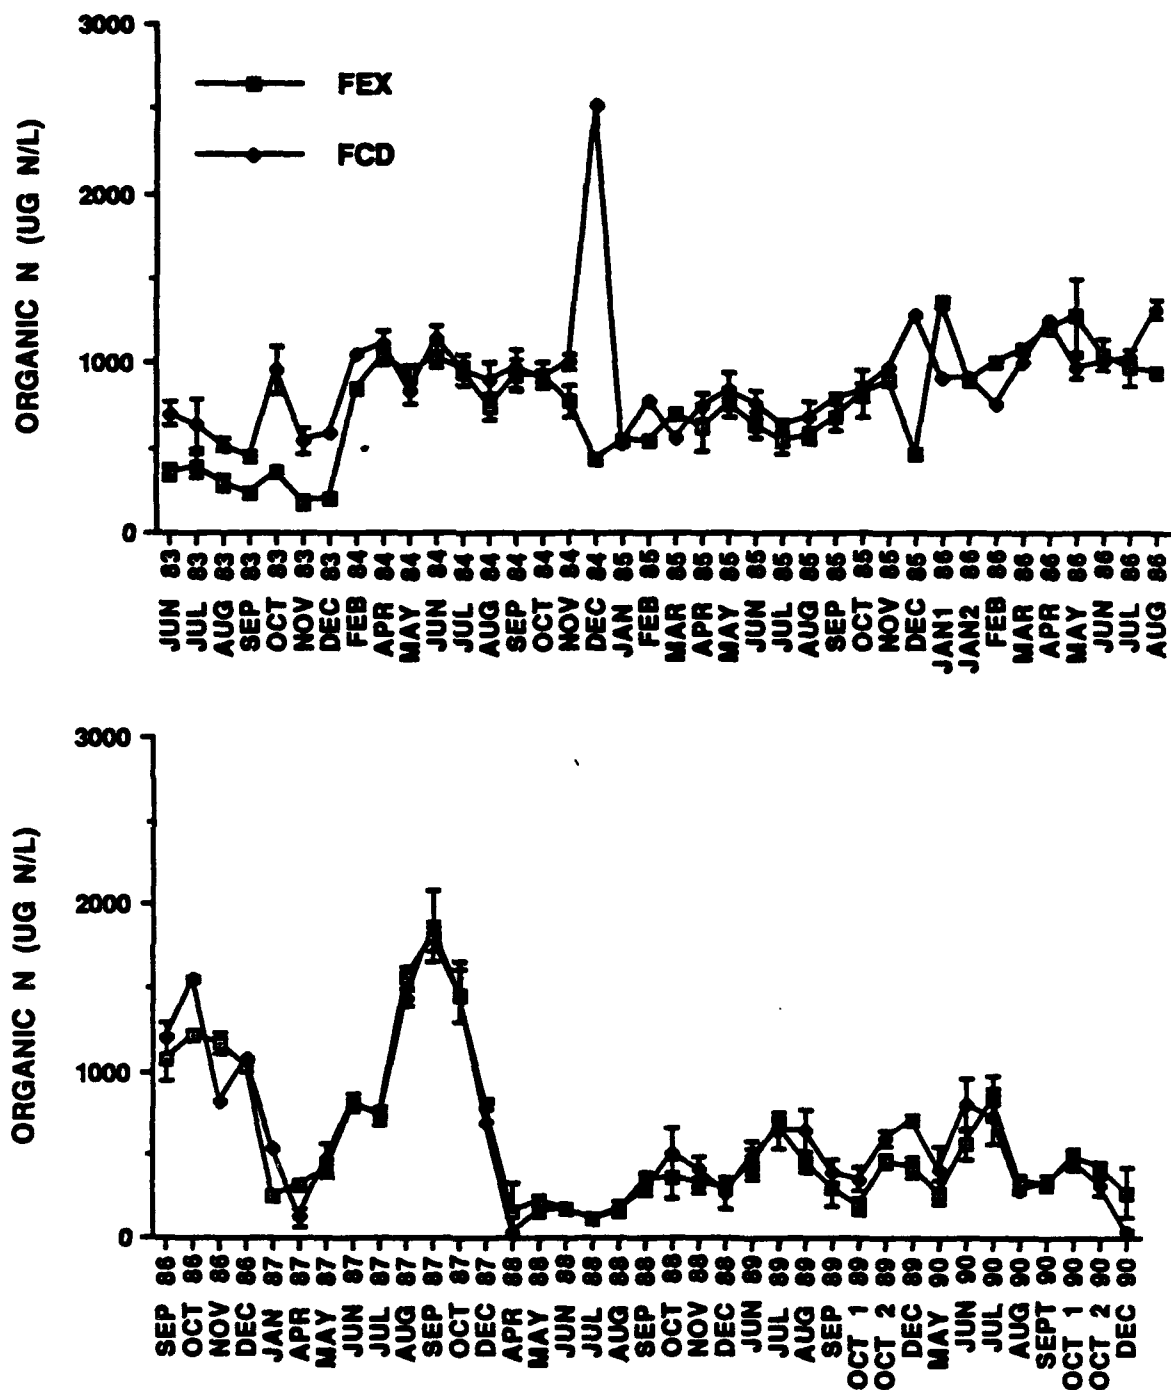 3000
FEX
FCD
2000
1000
0
ORGANIC N (UG N/L)
JUN 83
JUL 83
AUG 83
SEP 83
OCT 83
NOV 83
DEC 83
FEB 84
APR 84
MAY 84
JUN 84
JUL 84
AUG 84
SEP 84
OCT 84
NOV 84
DEC 84
JAN 85
FEB 85
MAR 85
APR 85
MAY 85
JUN 85
JUL 85
AUG 85
SEP 85
OCT 85
NOV 85
DEC 85
JAN1 86
JAN2 86
FEB 86
MAR 86
APR 86
MAY 86
JUN 86
JUL 86
AUG 86
3000
2000
1000
0
ORGANIC N (UG N/L)
SEP 86
OCT 86
NOV 86
DEC 86
JAN 87
APR 87
MAY 87
JUN 87
JUL 87
AUG 87
SEP 87
OCT 87
DEC 87
APR 88
MAY 88
JUN 88
JUL 88
AUG 88
SEP 88
OCT 88
NOV 88
DEC 88
JUN 89
JUL 89
AUG 89
SEP 89
OCT 1 89
OCT 2 89
DEC 89
MAY 90
JUN 90
JUL 90
AUG 90
SEPT 90
OCT 1 90
OCT 2 90
DEC 90